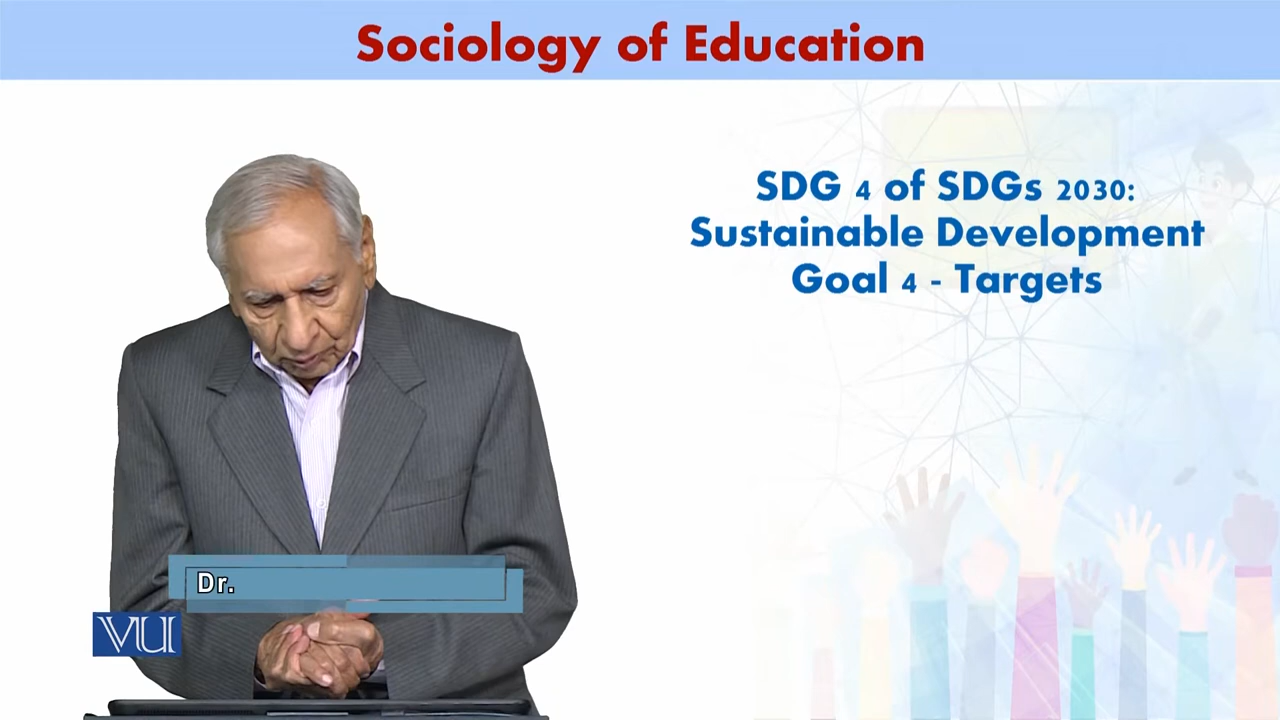 Sociology of Education
SDG 4 of SDGs 2030:
Sustainable Development
Goal 4 - Targets
Dr.
VU